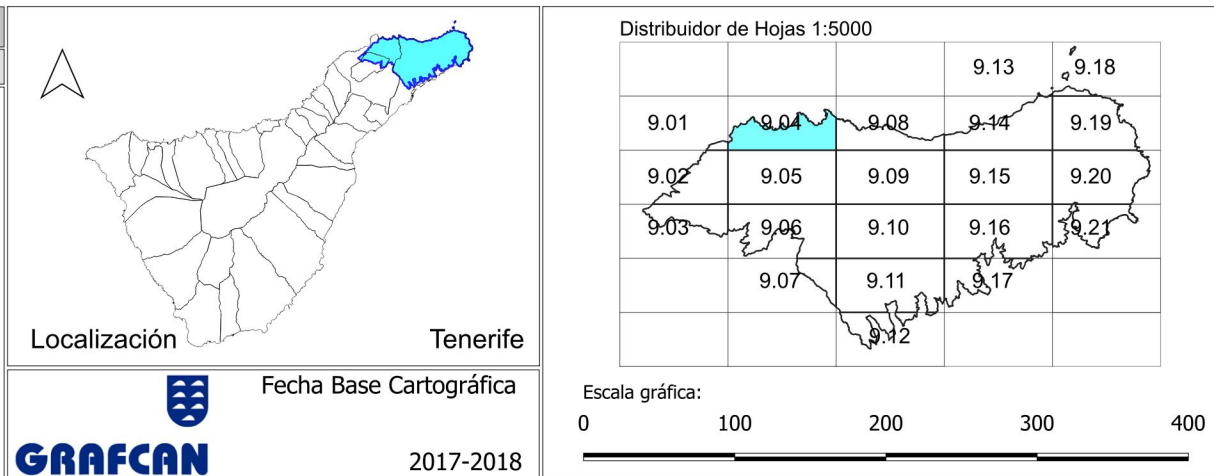 Localización
Tenerife
GRAFCAN
Fecha Base Cartográfica
2017-2018
Distribuidor de Hojas 1:5000
9.13 9.18
9.01 9.04 9.08 9.14 9.19
9.02 9.05 9.09 9.15 9.20
9.03 9.06 9.10 9.16 9.21
9.07 9.11 9.17
9.12
Escala gráfica:
0 100 200 300 400